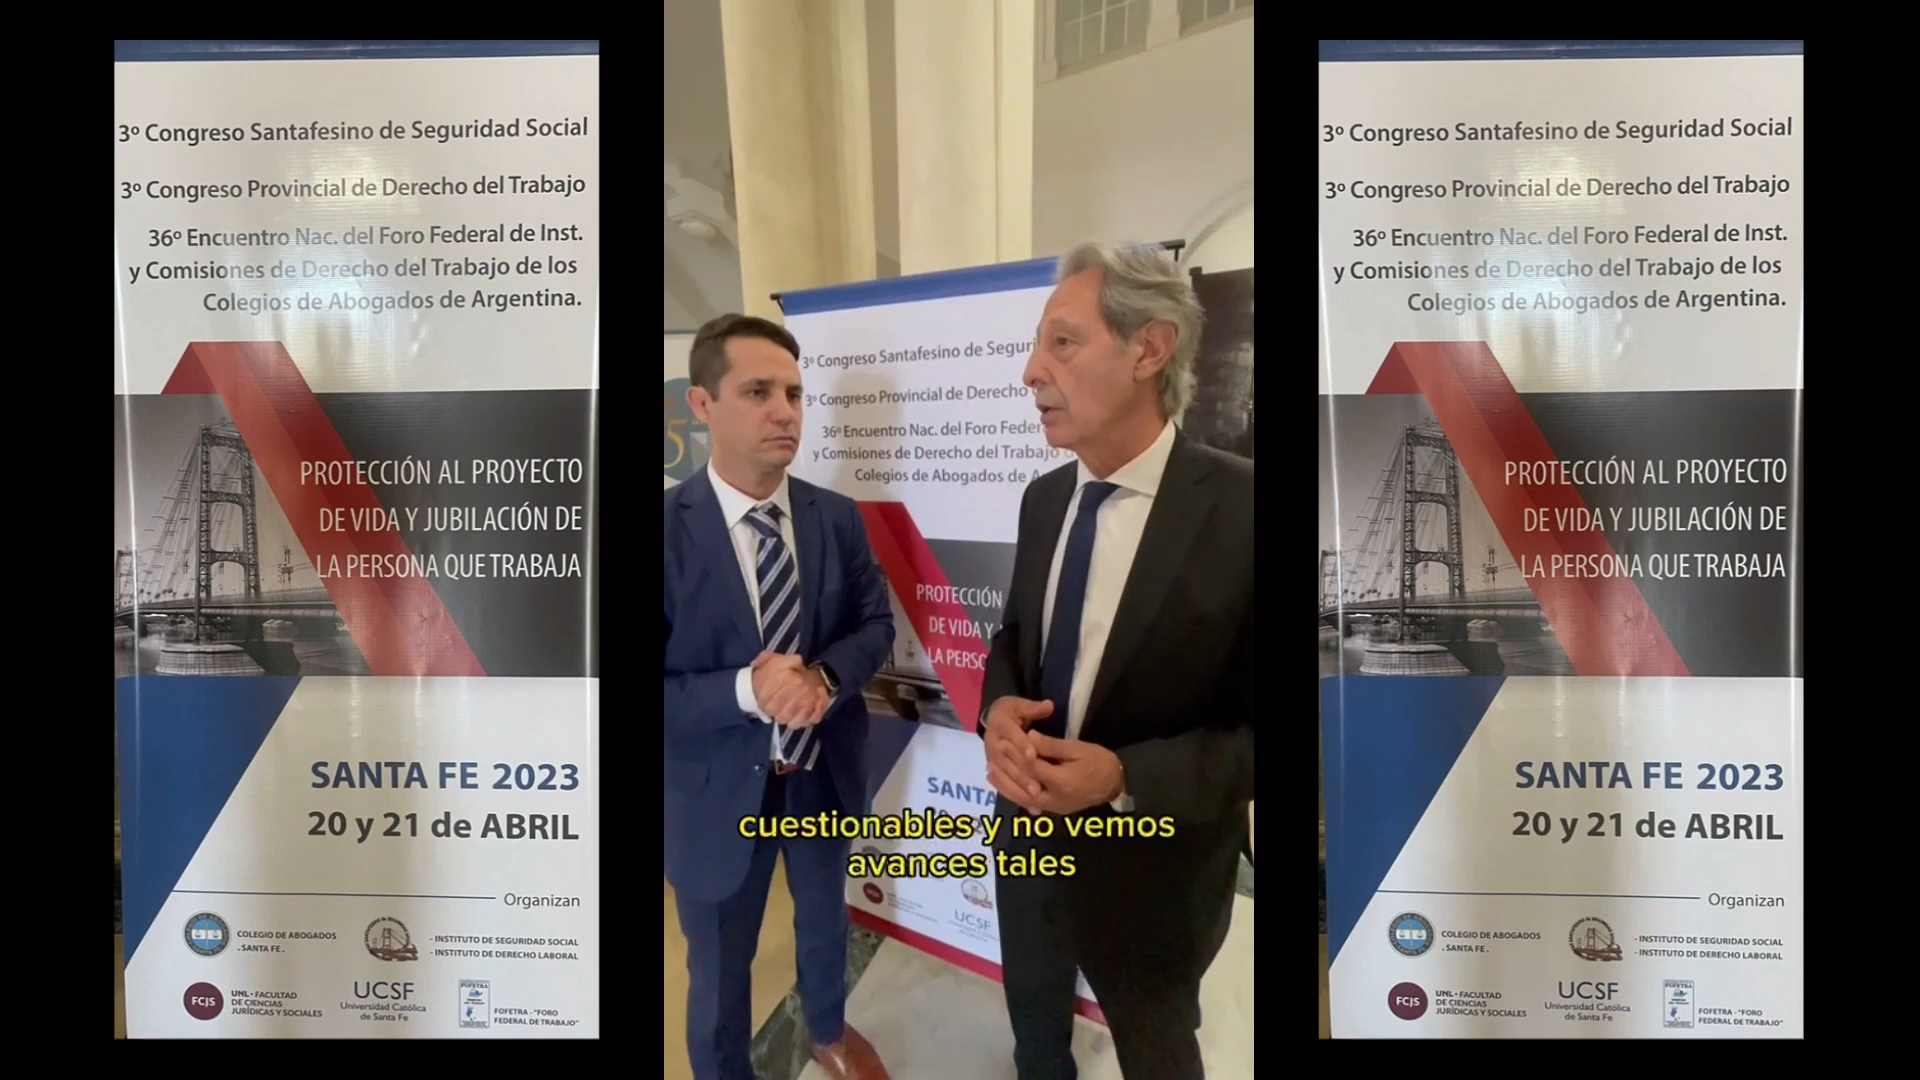 3º Congreso Santafesino de Seguridad Social
3º Congreso Provincial de Derecho del Trabajo
36º Encuentro Nac. del Foro Federal de Inst.
y Comisiones de Derecho del Trabajo de los
Colegios de Abogados de Argentina.
PROTECCIÓN AL PROYECTO
DE VIDA Y JUBILACIÓN DE
LA PERSONA QUE TRABAJA
SANTA FE 2023
20 y 21 de ABRIL
Organizan
COLEGIO DE ABOGADOS
. SANTA FE .
- INSTITUTO DE SEGURIDAD SOCIAL
- INSTITUTO DE DERECHO LABORAL
FCJS
UNL • FACULTAD
DE CIENCIAS
JURÍDICAS Y SOCIALES
UCSF
Universidad Católica
de Santa Fe
FOFETRA
FOFETRA - "FORO
FEDERAL DE TRABAJO"
3º Congreso Santafesino de Seguri
3º Congreso Provincial de Derecho
36º Encuentro Nac. del Foro Feder
y Comisiones de Derecho del Trabajo
Colegios de Abogados de
PROTECCIÓN
DE VIDA Y
LA PERSO
SANTA
cuestionables y no vemos
avances tales
UCSF
3º Congreso Santafesino de Seguridad Social
3º Congreso Provincial de Derecho del Trabajo
36º Encuentro Nac. del Foro Federal de Inst.
y Comisiones de Derecho del Trabajo de los
Colegios de Abogados de Argentina.
PROTECCIÓN AL PROYECTO
DE VIDA Y JUBILACIÓN DE
LA PERSONA QUE TRABAJA
SANTA FE 2023
20 y 21 de ABRIL
Organizan
COLEGIO DE ABOGADOS
. SANTA FE .
- INSTITUTO DE SEGURIDAD SOCIAL
- INSTITUTO DE DERECHO LABORAL
FCJS
UNL • FACULTAD
DE CIENCIAS
JURÍDICAS Y SOCIALES
UCSF
Universidad Católica
de Santa Fe
FOFETRA
FOFETRA - "FORO
FEDERAL DE TRABAJO"